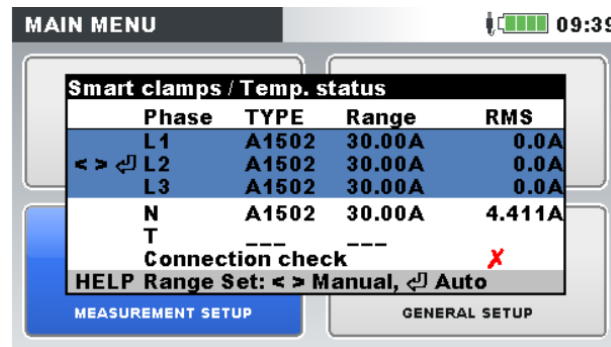 MAIN MENU 09:39
Smart clamps / Temp. status
Phase TYPE Range RMS
L1 A1502 30.00A 0.0A
< > ⏎ L2 A1502 30.00A 0.0A
L3 A1502 30.00A 0.0A
N A1502 30.00A 4.411A
T ___ ___
Connection check ✗
HELP Range Set: < > Manual, ⏎ Auto
MEASUREMENT SETUP GENERAL SETUP